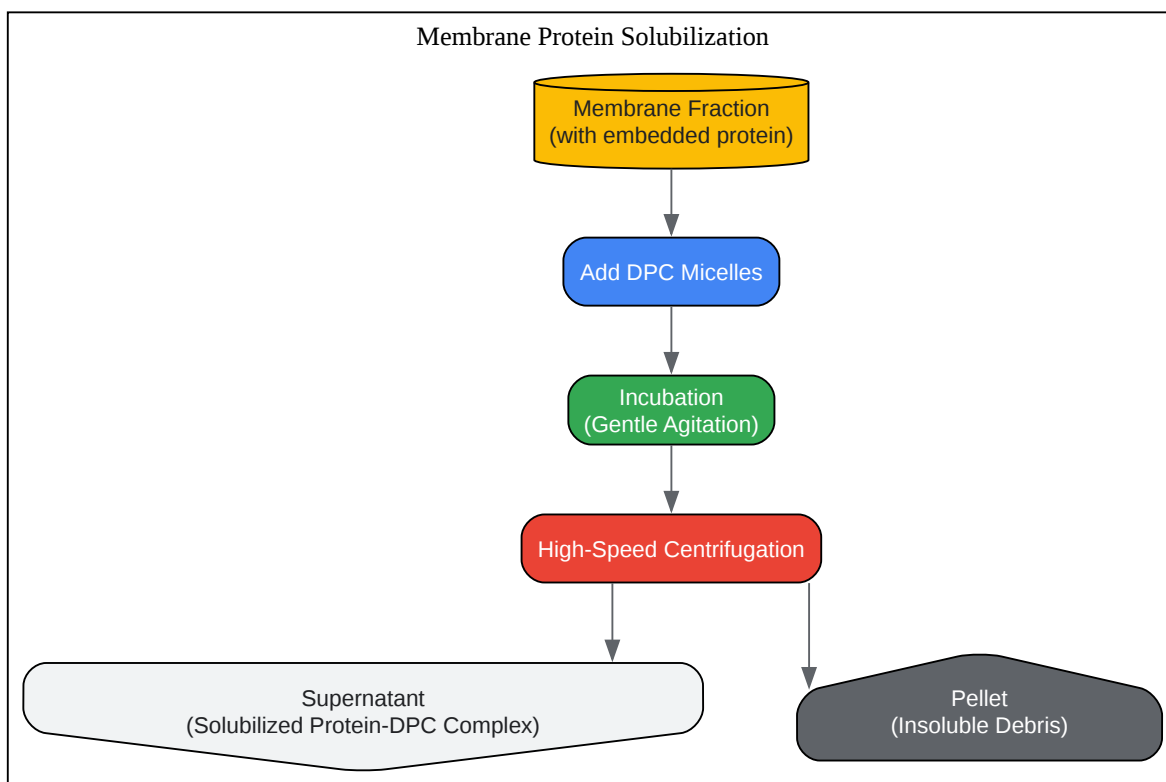 Membrane Protein Solubilization
Membrane Fraction
(with embedded protein)
Add DPC Micelles
Incubation
(Gentle Agitation)
High-Speed Centrifugation
Supernatant
(Solubilized Protein-DPC Complex)
Pellet
(Insoluble Debris)